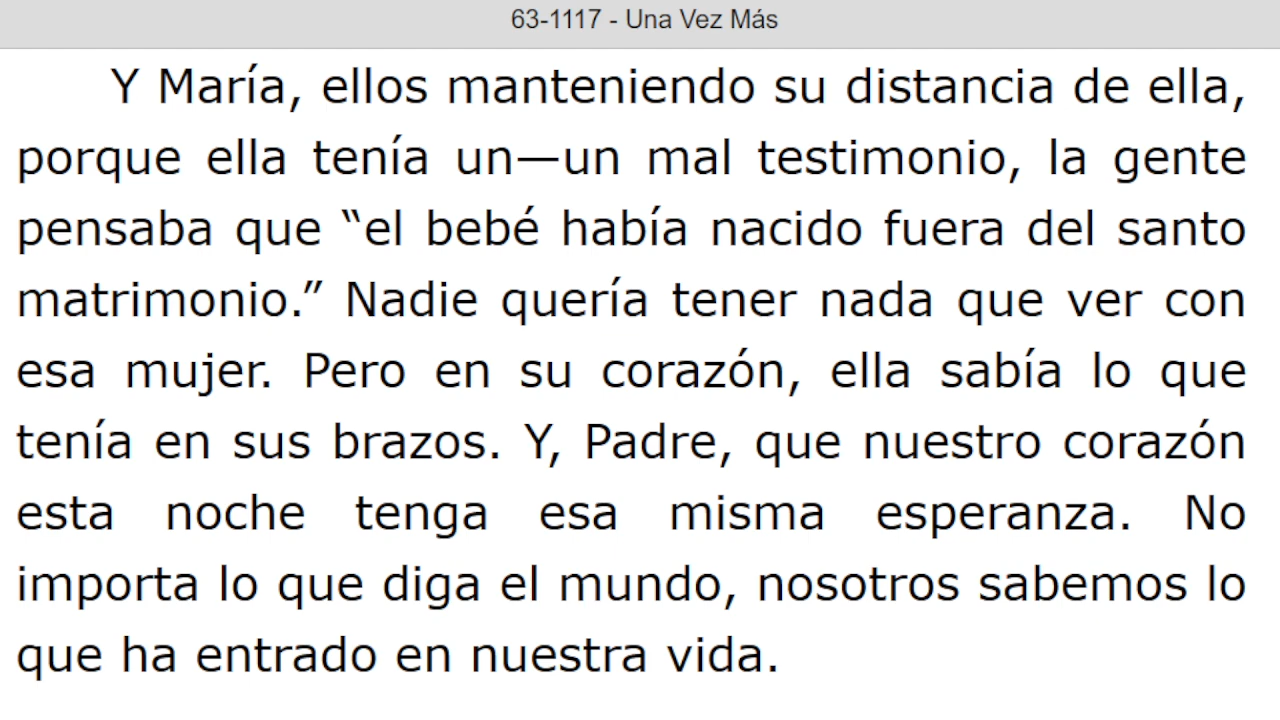 63-1117 - Una Vez Más
Y María, ellos manteniendo su distancia de ella,
porque ella tenía un—un mal testimonio, la gente
pensaba que “el bebé había nacido fuera del santo
matrimonio.” Nadie quería tener nada que ver con
esa mujer. Pero en su corazón, ella sabía lo que
tenía en sus brazos. Y, Padre, que nuestro corazón
esta noche tenga esa misma esperanza. No
importa lo que diga el mundo, nosotros sabemos lo
que ha entrado en nuestra vida.